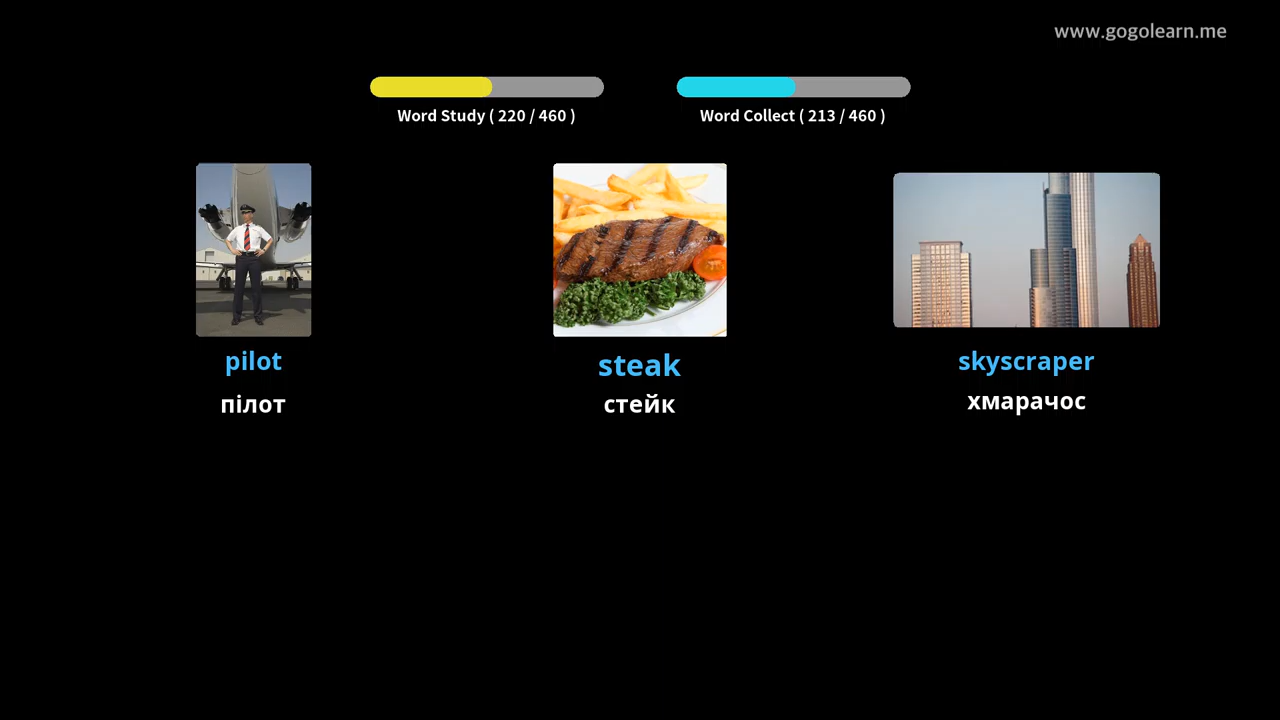 www.gogolearn.me
Word Study ( 220 / 460 )
Word Collect ( 213 / 460 )
pilot
steak
skyscraper
пілот
стейк
хмарачос